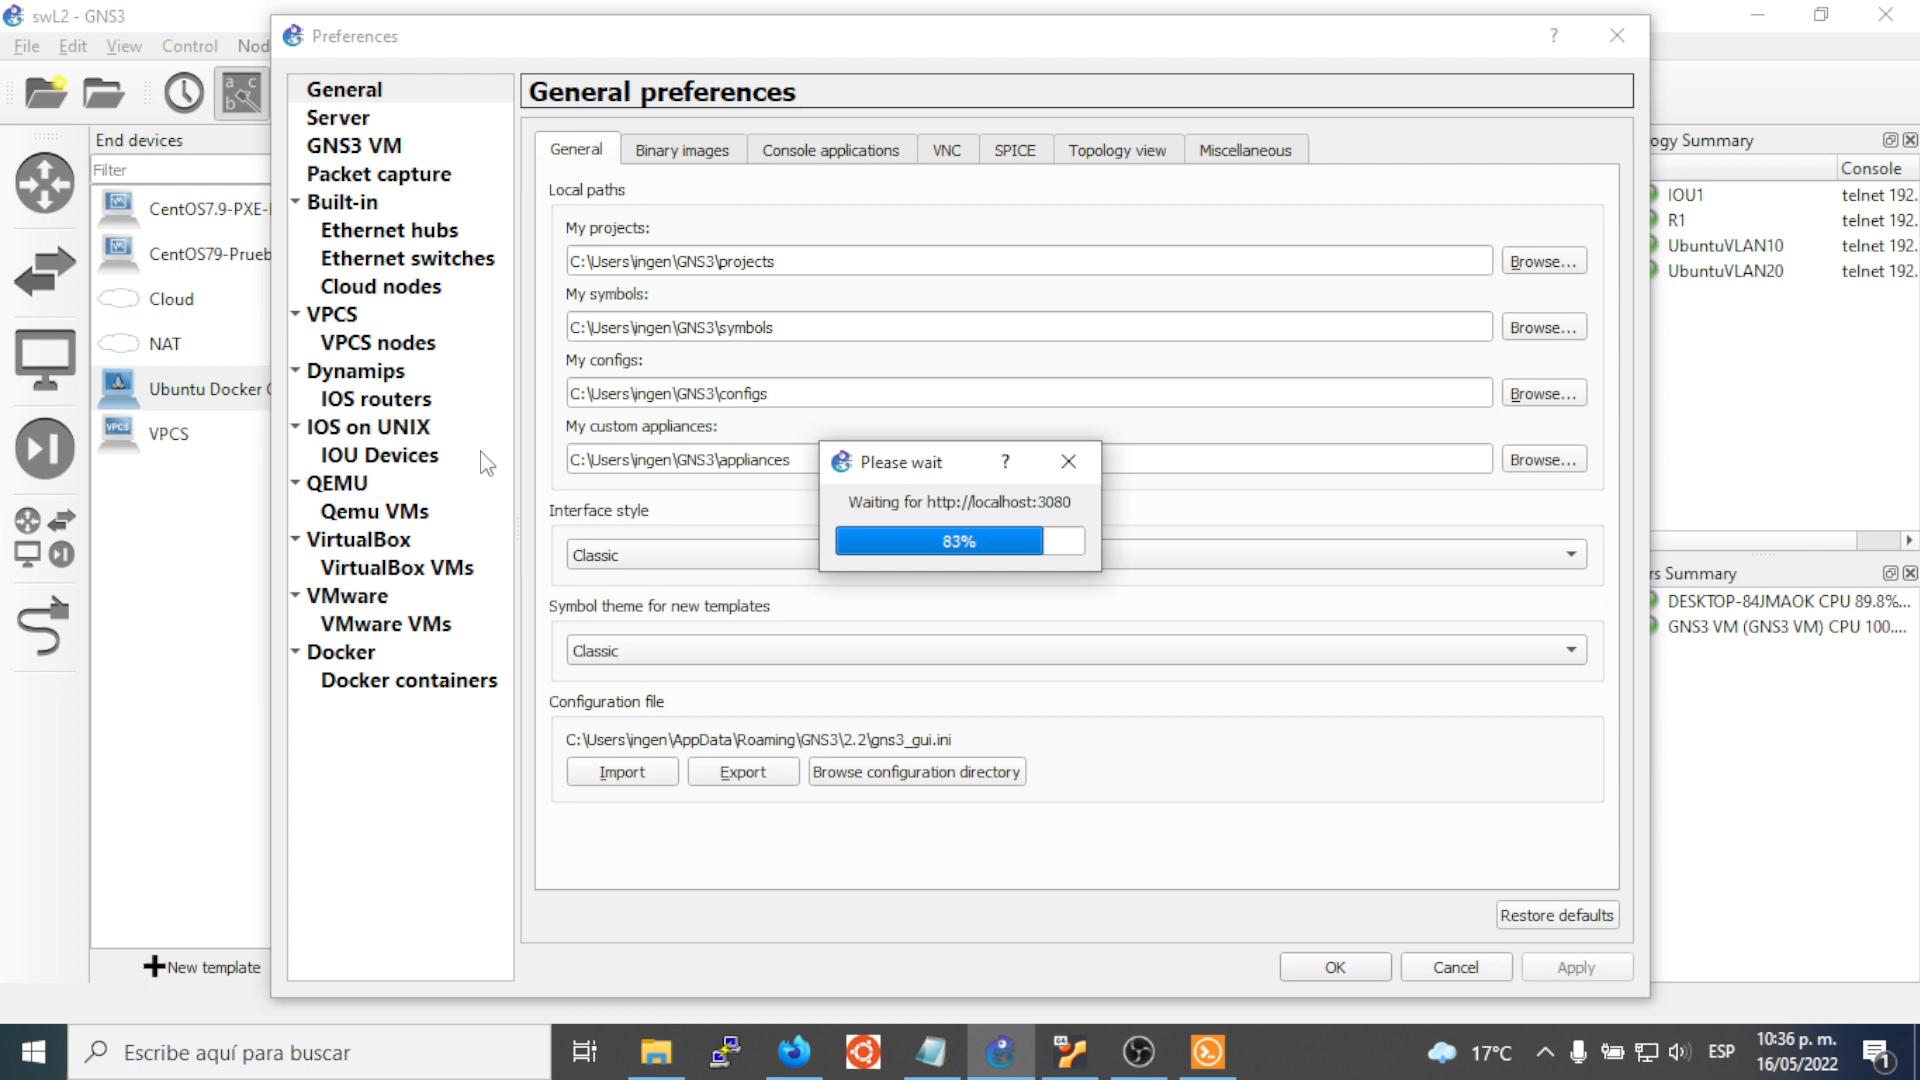 swL2 - GNS3
File Edit View Control Nod
End devices
Filter
CentOS7.9-PXE-
CentOS79-Prueb
Cloud
NAT
Ubuntu Docker
VPCS
New template
Preferences
General
Server
GNS3 VM
Packet capture
Built-in
Ethernet hubs
Ethernet switches
Cloud nodes
VPCS
VPCS nodes
Dynamips
IOS routers
IOS on UNIX
IOU Devices
QEMU
Qemu VMs
VirtualBox
VirtualBox VMs
VMware
VMware VMs
Docker
Docker containers
General preferences
General Binary images Console applications VNC SPICE Topology view Miscellaneous
Local paths
My projects:
C:\Users\ingen\GNS3\projects Browse...
My symbols:
C:\Users\ingen\GNS3\symbols Browse...
My configs:
C:\Users\ingen\GNS3\configs Browse...
My custom appliances:
C:\Users\ingen\GNS3\appliances Browse...
Interface style
Classic
Symbol theme for new templates
Classic
Configuration file
C:\Users\ingen\AppData\Roaming\GNS3\2.2\gns3_gui.ini
Import Export Browse configuration directory
Restore defaults
OK Cancel Apply
Please wait
Waiting for http://localhost:3080
83%
ogy Summary
Console
IOU1 telnet 192.
R1 telnet 192.
UbuntuVLAN10 telnet 192.
UbuntuVLAN20 telnet 192.
rs Summary
DESKTOP-84JMAOK CPU 89.8%...
GNS3 VM (GNS3 VM) CPU 100....
Escribe aquí para buscar
17°C
ESP
10:36 p. m.
16/05/2022
1